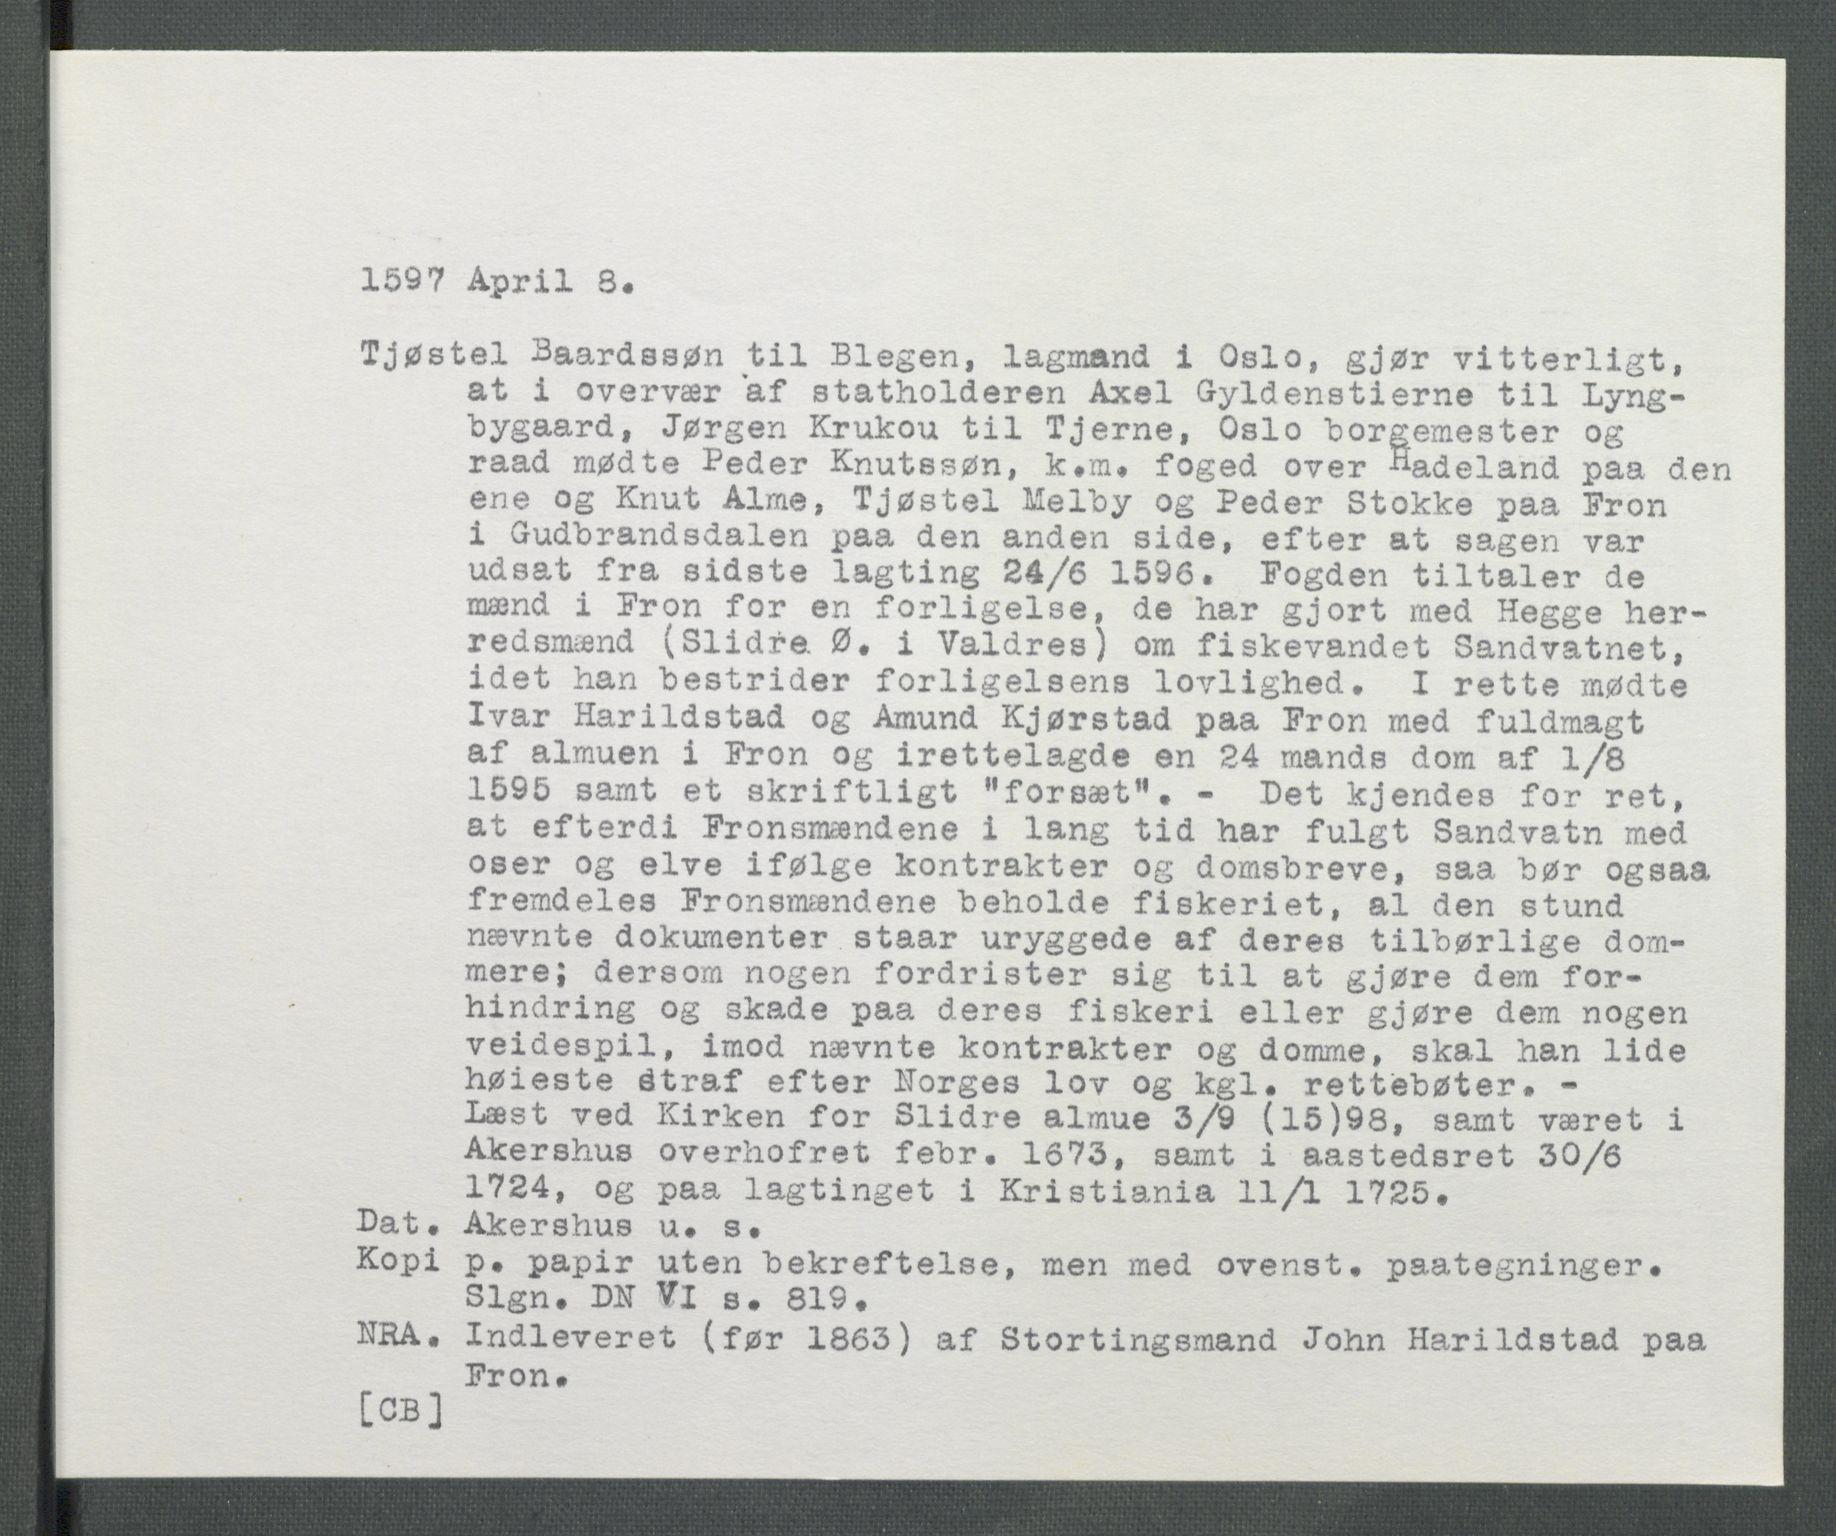 1597 April 8.
Tjøstel Baardssøn til Blegen, lagmand i Oslo, gjør vitterligt,
at i overvær af statholderen Axel Gyldenstierne til Lyng-
bygaard, Jørgen Krukou til Tjerne, Oslo borgemester og
raad mødte Peder Knutssøn, k.m. foged over Hadeland paa den
ene og Knut Alme, Tjøstel Melby og Peder Stokke paa Fron
i Gudbrandsdalen paa den anden side, efter at sagen var
udsat fra sidste lagting 24/6 1596. Fogden tiltaler de
mænd i Fron for en forligelse, de har gjort med Hegge her-
redsmænd (Slidre Ø. i Valdres) om fiskevandet Sandvatnet,
idet han bestrider forligelsens lovlighed. I rette mødte
Ivar Harildstad og Amund Kjørstad paa Fron med fuldmagt
af almuen i Fron og irettelagde en 24 mands dom af 1/8
1595 samt et skriftligt "forsæt". - Det kjendes for ret,
at efterdi Fronsmændene i lang tid har fulgt Sandvatn med
oser og elve ifølge kontrakter og domsbreve, saa bør ogsaa
fremdeles Fronsmændene beholde fiskeriet, al den stund
nævnte dokumenter staar uryggede af deres tilbørlige dom-
mere; dersom nogen fordrister sig til at gjøre dem for-
hindring og skade paa deres fiskeri eller gjøre dem nogen
veidespil, imod nævnte kontrakter og domme, skal han lide
høieste straf efter Norges lov og kgl. rettebøter. -
Læst ved Kirken for Slidre almue 3/9 (15)98, samt været i
Akershus overhofret febr. 1673, samt i aastedsret 30/6
1724, og paa lagtinget i Kristiania 11/1 1725.
Dat. Akershus u. s.
Kopi p. papir uten bekreftelse, men med ovenst. paategninger.
Slgn. DN VI s. 819.
NRA. Indleveret (før 1863) af Stortingsmand John Harildstad paa
Fron.
[CB]